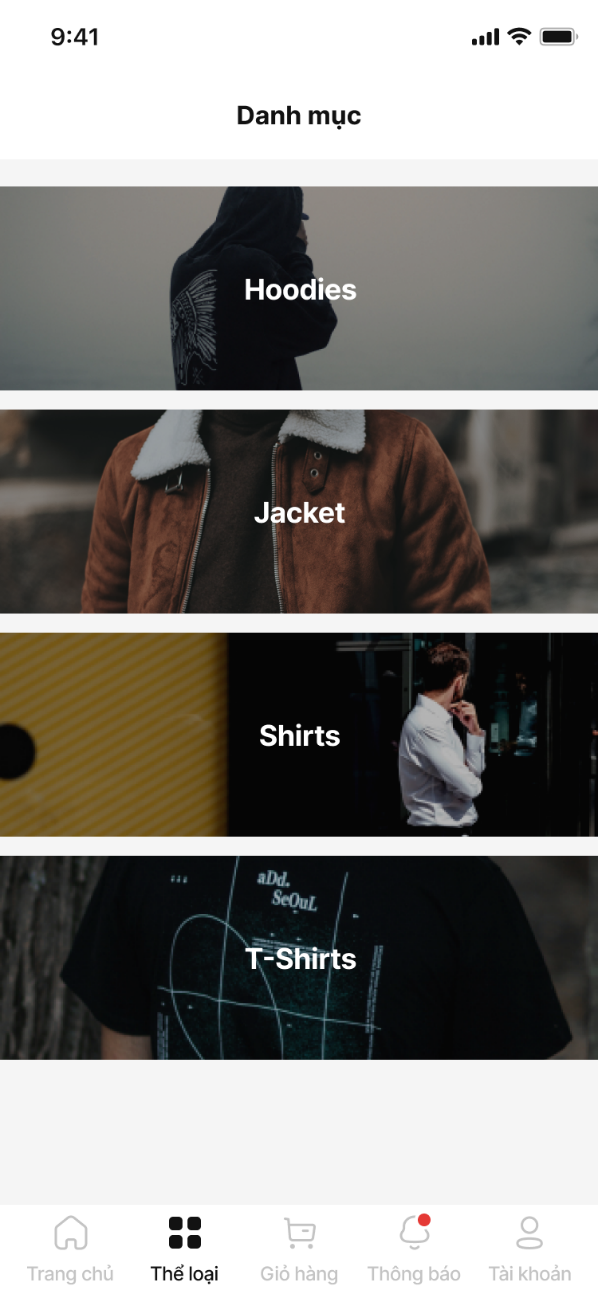 9:41
Danh mục
Hoodies
Jacket
Shirts
aDd.
SeOuL
T-Shirts
Trang chủ
Thể loại
Giỏ hàng
Thông báo
Tài khoản